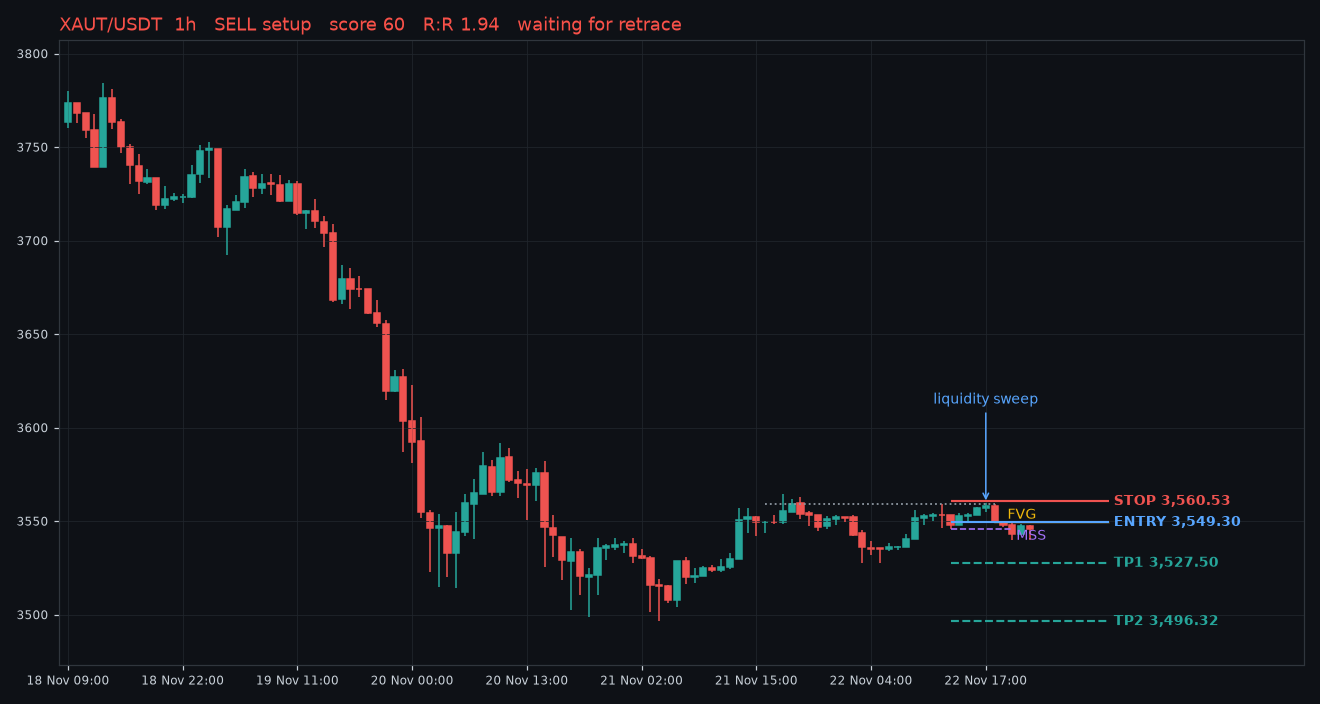 XAUT/USDT 1h SELL setup score 60 R:R 1.94 waiting for retrace
3800
3750
3700
3650
3600
3550
3500
liquidity sweep
STOP 3,560.53
FVG
ENTRY 3,549.30
MSS
TP1 3,527.50
TP2 3,496.32
18 Nov 09:00
18 Nov 22:00
19 Nov 11:00
20 Nov 00:00
20 Nov 13:00
21 Nov 02:00
21 Nov 15:00
22 Nov 04:00
22 Nov 17:00